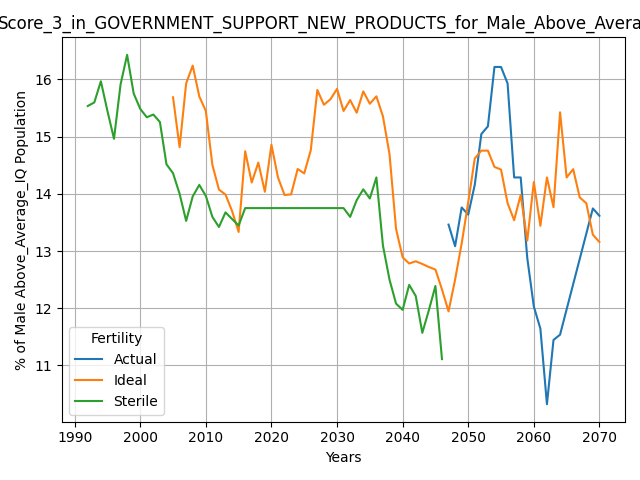 Score_3_in_GOVERNMENT_SUPPORT_NEW_PRODUCTS_for_Male_Above_Avera
% of Male Above_Average_IQ Population
16
15
14
13
12
11
Fertility
Actual
Ideal
Sterile
1990 2000 2010 2020 2030 2040 2050 2060 2070
Years